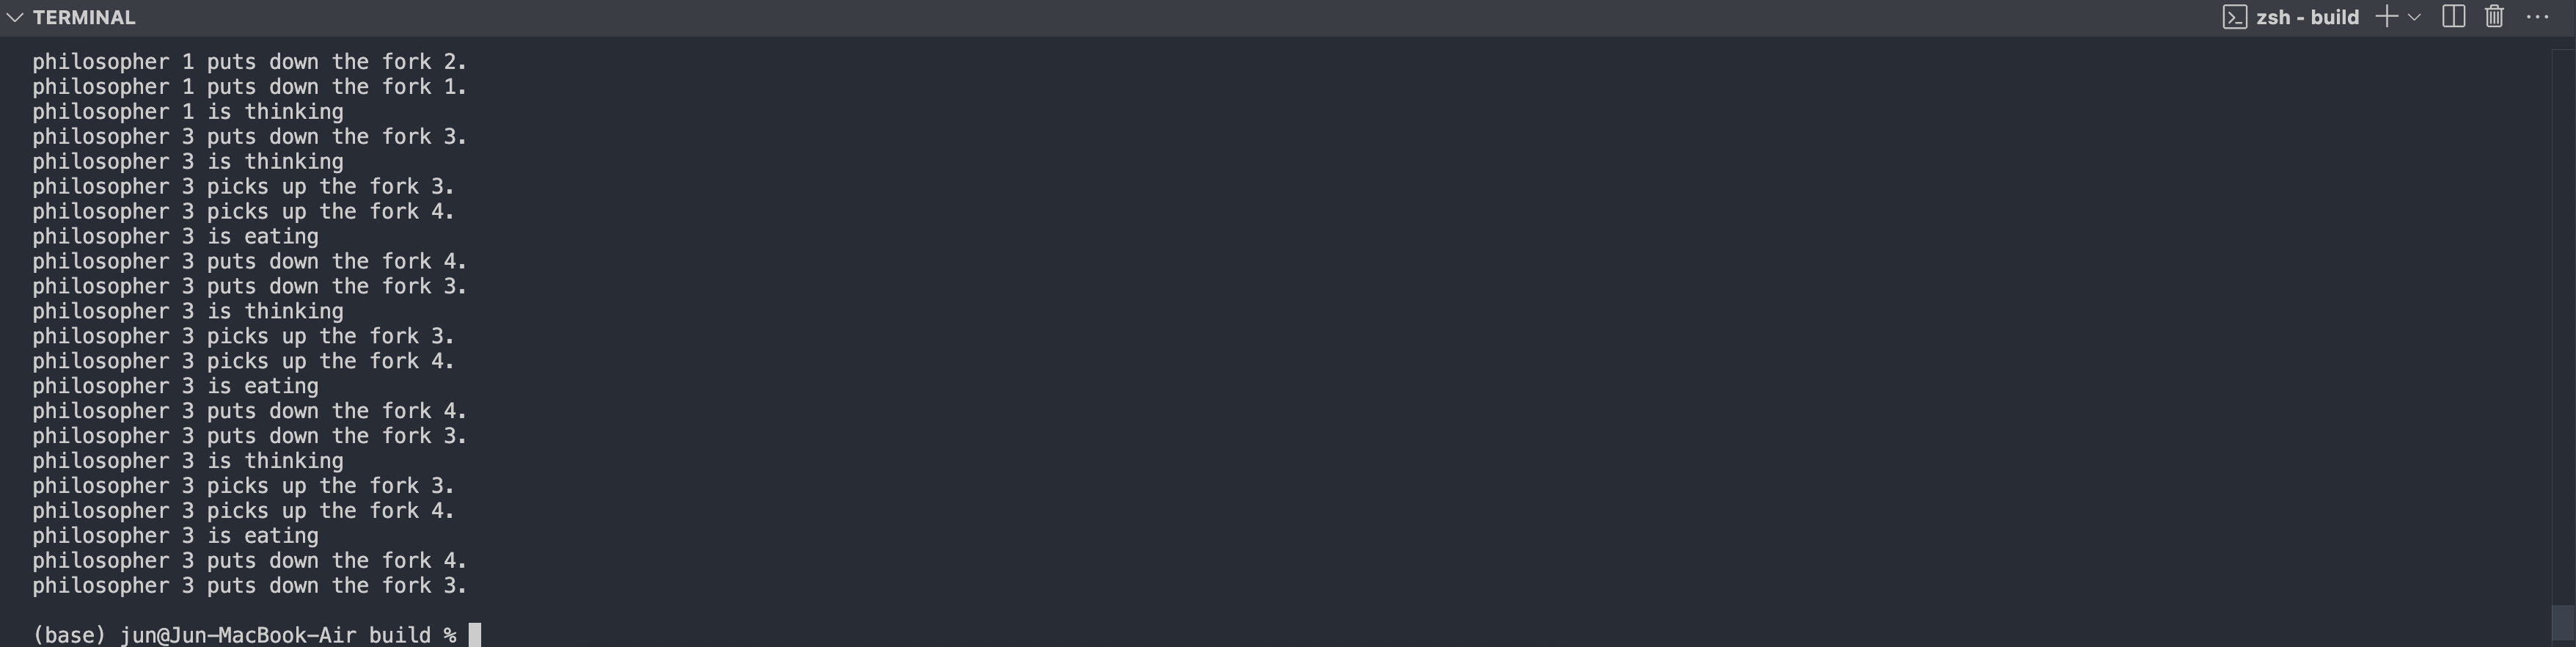 TERMINAL
zsh - build
philosopher 1 puts down the fork 2.
philosopher 1 puts down the fork 1.
philosopher 1 is thinking
philosopher 3 puts down the fork 3.
philosopher 3 is thinking
philosopher 3 picks up the fork 3.
philosopher 3 picks up the fork 4.
philosopher 3 is eating
philosopher 3 puts down the fork 4.
philosopher 3 puts down the fork 3.
philosopher 3 is thinking
philosopher 3 picks up the fork 3.
philosopher 3 picks up the fork 4.
philosopher 3 is eating
philosopher 3 puts down the fork 4.
philosopher 3 puts down the fork 3.
philosopher 3 is thinking
philosopher 3 picks up the fork 3.
philosopher 3 picks up the fork 4.
philosopher 3 is eating
philosopher 3 puts down the fork 4.
philosopher 3 puts down the fork 3.
(base) jun@Jun-MacBook-Air build %